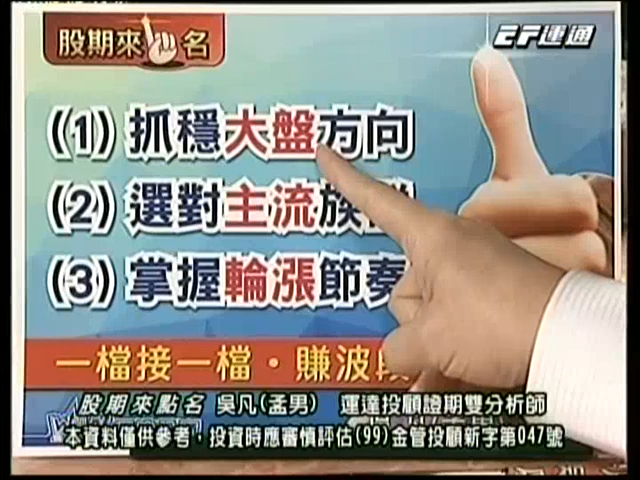 股期來 名
运通
(1) 抓穩大盤方向
(2) 選對主流族
(3) 掌握輪漲節奏
一檔接一檔・賺波段
股期來點名 吳凡(孟男) 運達投顧證期雙分析師
本資料僅供參考，投資時應審慎評估(99)金管投顧新字第047號